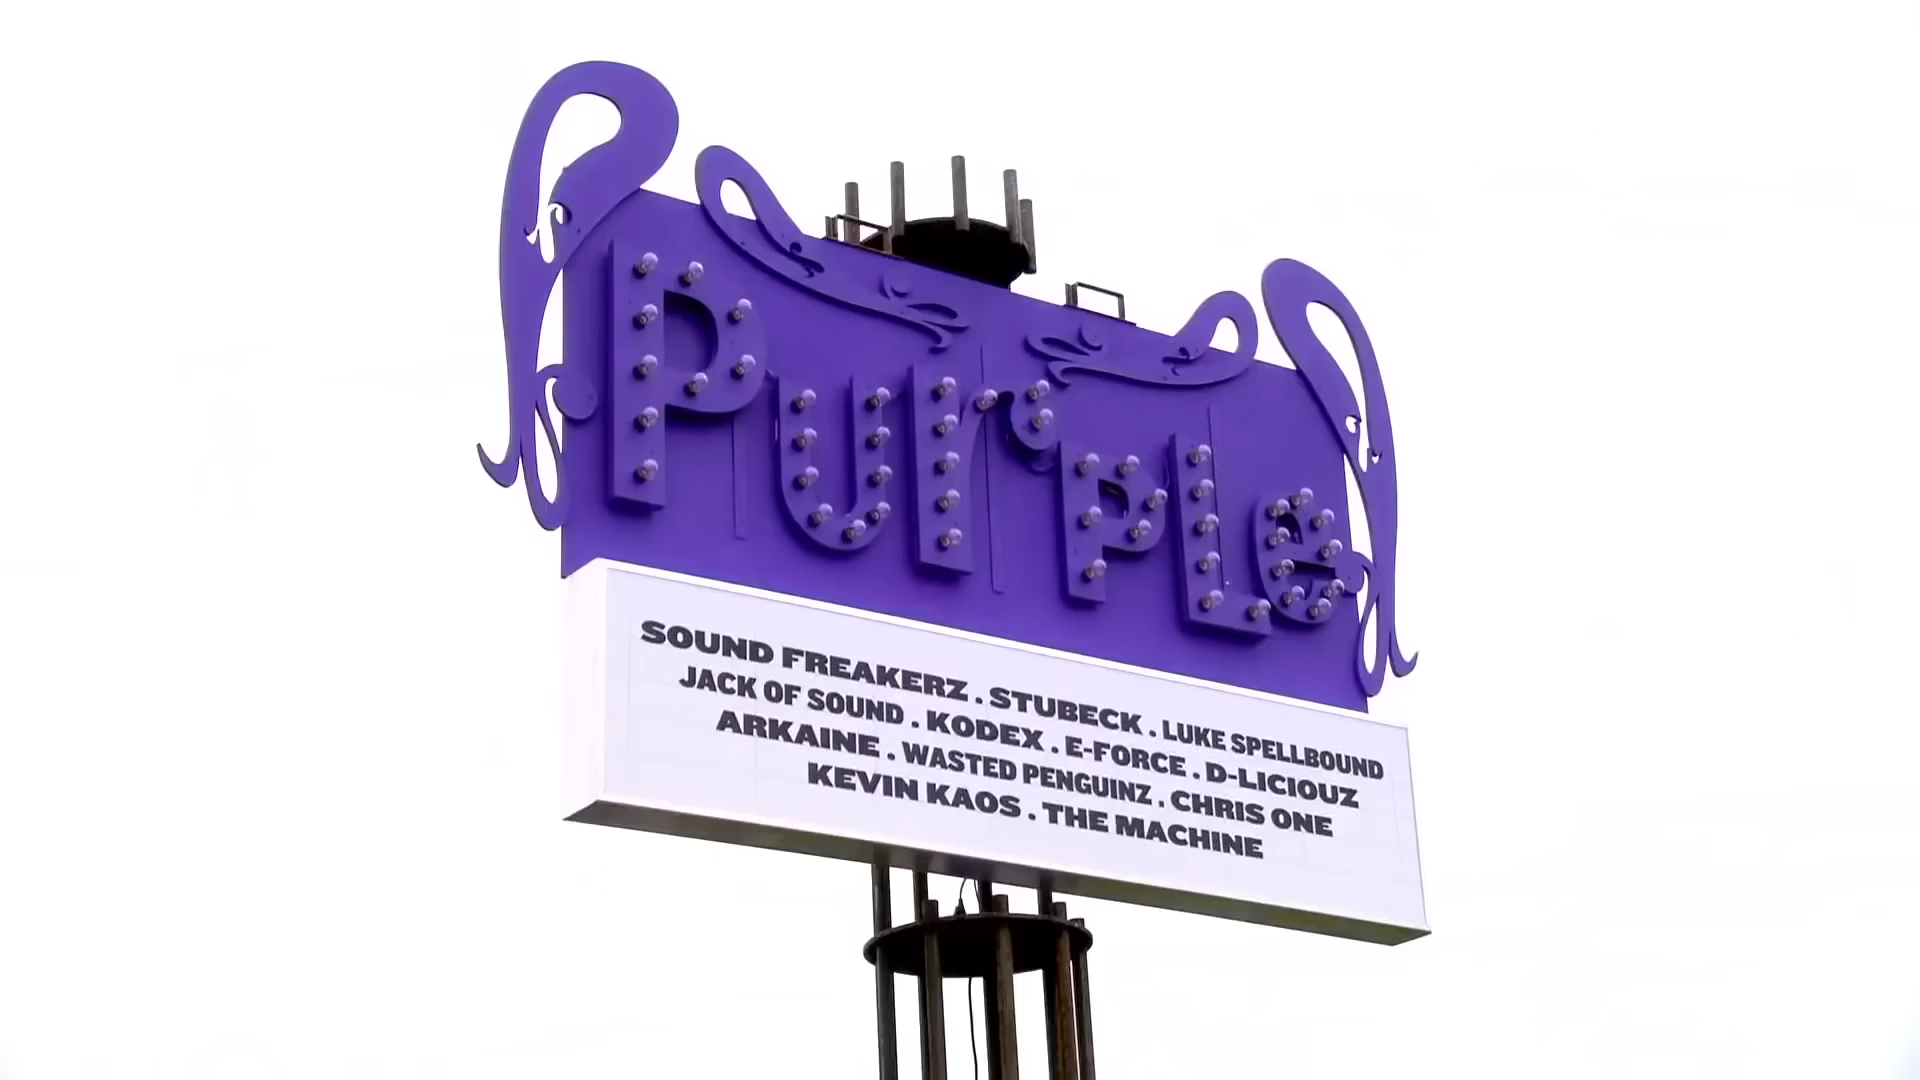 Purple
SOUND FREAKERZ . STUBECK . LUKE SPELLBOUND
JACK OF SOUND . KODEX . E-FORCE . D-LICIOUZ
ARKAINE . WASTED PENGUINZ . CHRIS ONE
KEVIN KAOS . THE MACHINE